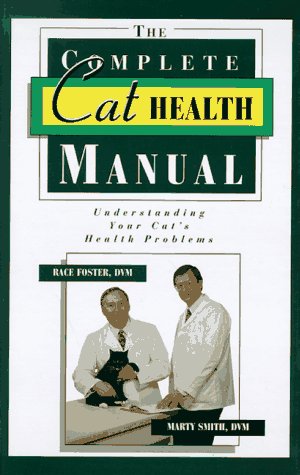 THE
COMPLETE
Cat HEALTH
MANUAL
Understanding
Your Cat's
Health Problems
RACE FOSTER, DVM
MARTY SMITH, DVM